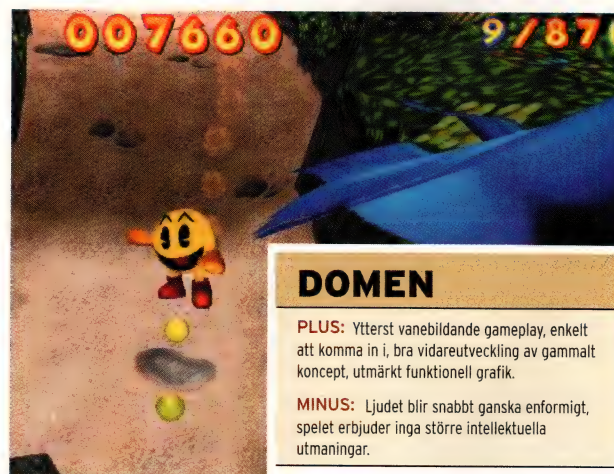 007660
9/87
DOMEN
PLUS: Ytterst vanebildande gameplay, enkelt
att komma in i, bra vidareutveckling av gammalt
koncept, utmärkt funktionell grafik.
MINUS: Ljudet blir snabbt ganska enformigt,
spelet erbjuder inga större intellektuella
utmaningar.